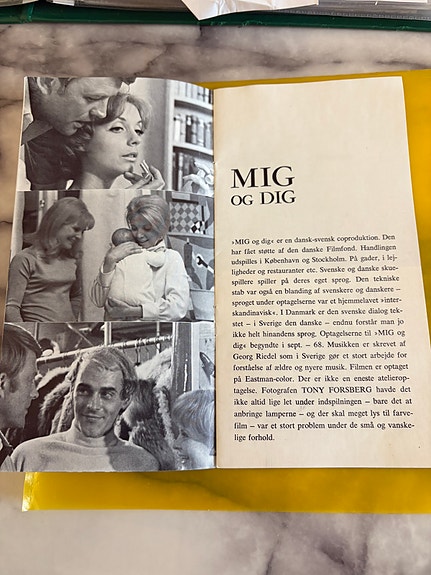 MIG
OG DIG
»MIG og dig« er en dansk-svensk coproduktion. Den
har fået støtte af den danske Filmfond. Handlingen
udspilles i København og Stockholm. På gader, i lej-
ligheder og restauranter etc. Svenske og danske skue-
spillere spiller på deres eget sprog. Den tekniske
stab var også en blanding af svenskere og danskere –
sproget under optagelserne var et hjemmelavet »inter-
skandinavisk«. I Danmark er den svenske dialog tek-
stet – i Sverige den danske – endnu forstår man jo
ikke helt hinandens sprog. Optagelserne til »MIG og
dig« begyndte i sept. – 68. Musikken er skrevet af
Georg Riedel som i Sverige gør et stort arbejde for
forståelse af ældre og nyere musik. Filmen er optaget
på Eastman-color. Der er ikke en eneste atelierop-
tagelse. Fotografen TONY FORSBERG havde det
ikke altid lige let under indspilningen – bare det at
anbringe lamperne – og der skal meget lys til farve-
film – var et stort problem under de små og vanske-
lige forhold.